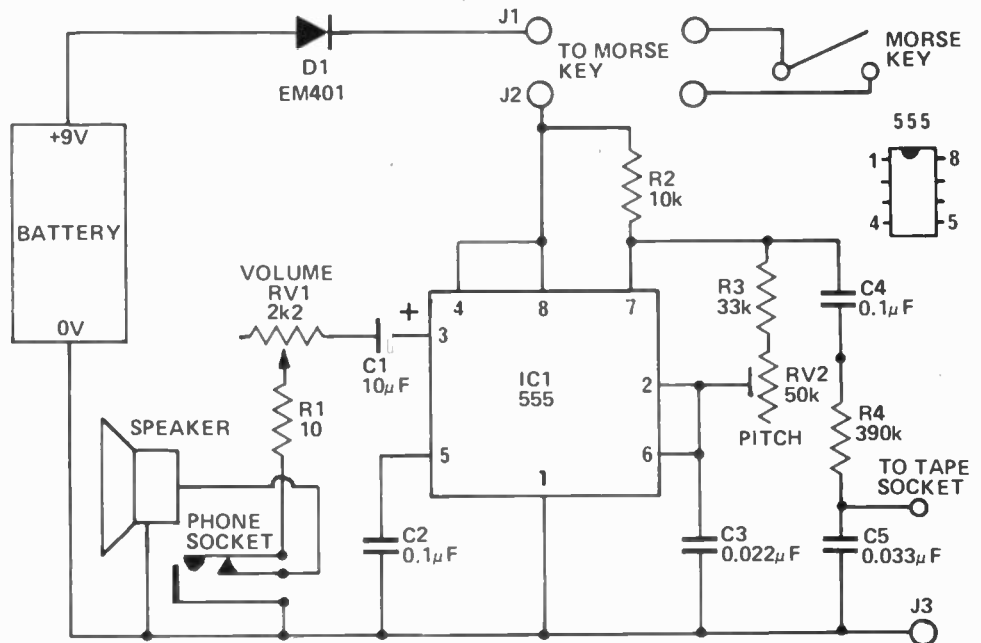 J1
TO MORSE
KEY
J2
MORSE
KEY
D1
EM401
555
1
8
4
5
+9V
BATTERY
0V
R2
10k
VOLUME
RV1
2k2
+
C1
10µF
R1
10
4
8
7
3
IC1
555
2
5
6
1
R3
33k
RV2
50k
PITCH
C4
0.1µF
R4
390k
TO TAPE
SOCKET
SPEAKER
PHONE
SOCKET
C2
0.1µF
C3
0.022µF
C5
0.033µF
J3